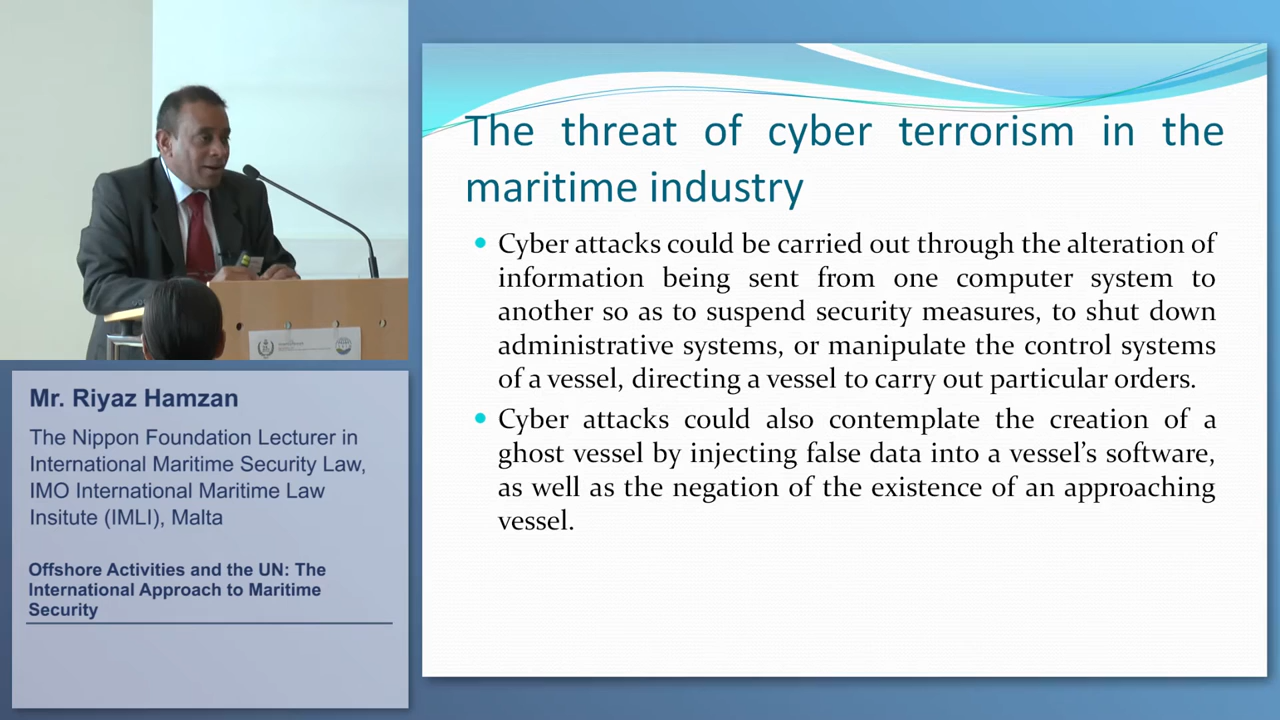 The threat of cyber terrorism in the
maritime industry
Cyber attacks could be carried out through the alteration of
information being sent from one computer system to
another so as to suspend security measures, to shut down
administrative systems, or manipulate the control systems
of a vessel, directing a vessel to carry out particular orders.
Cyber attacks could also contemplate the creation of a
ghost vessel by injecting false data into a vessel's software,
as well as the negation of the existence of an approaching
vessel.
Mr. Riyaz Hamzan
The Nippon Foundation Lecturer in
International Maritime Security Law,
IMO International Maritime Law
Insitute (IMLI), Malta
Offshore Activities and the UN: The
International Approach to Maritime
Security